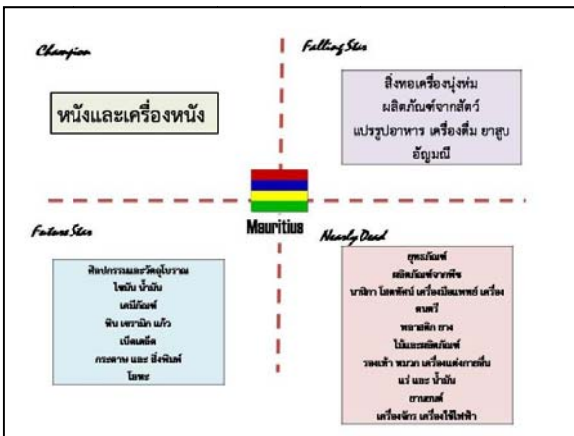 Champion
Falling Star
หนังและเครื่องหนัง
สิ่งทอเครื่องนุ่งห่ม
ผลิตภัณฑ์จากสัตว์
แปรรูปอาหาร เครื่องดื่ม ยาสูบ
อัญมณี
Mauritius
Future Star
Nearly Dead
ศิลปกรรมและวัตถุโบราณ
ไขมัน น้ำมัน
เคมีภัณฑ์
หิน เซรามิก แก้ว
เบ็ดเตล็ด
กระดาษ และ สิ่งพิมพ์
โลหะ
ยุทธภัณฑ์
ผลิตภัณฑ์จากพืช
นาฬิกา โสตทัศน์ เครื่องมือแพทย์ เครื่อง
ดนตรี
พลาสติก ยาง
ไม้และผลิตภัณฑ์
รองเท้า หมวก เครื่องแต่งกายอื่น
แร่ และ น้ำมัน
ยานยนต์
เครื่องจักร เครื่องใช้ไฟฟ้า